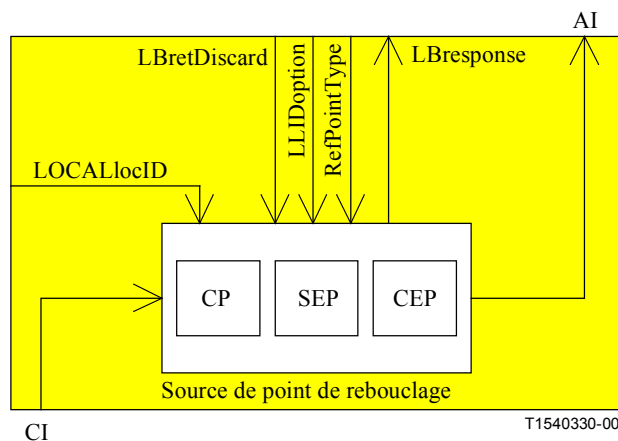 AI
LBretDiscard
LLIDoption
RefPointType
LBresponse
LOCALlocID
CP
SEP
CEP
Source de point de rebouclage
T1540330-00
CI